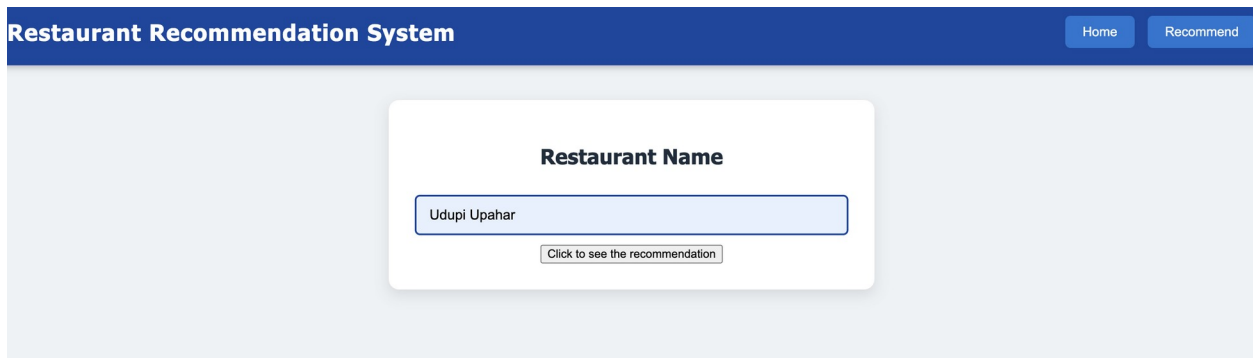 Restaurant Recommendation System
Home
Recommend
Restaurant Name
Udupi Upahar
Click to see the recommendation